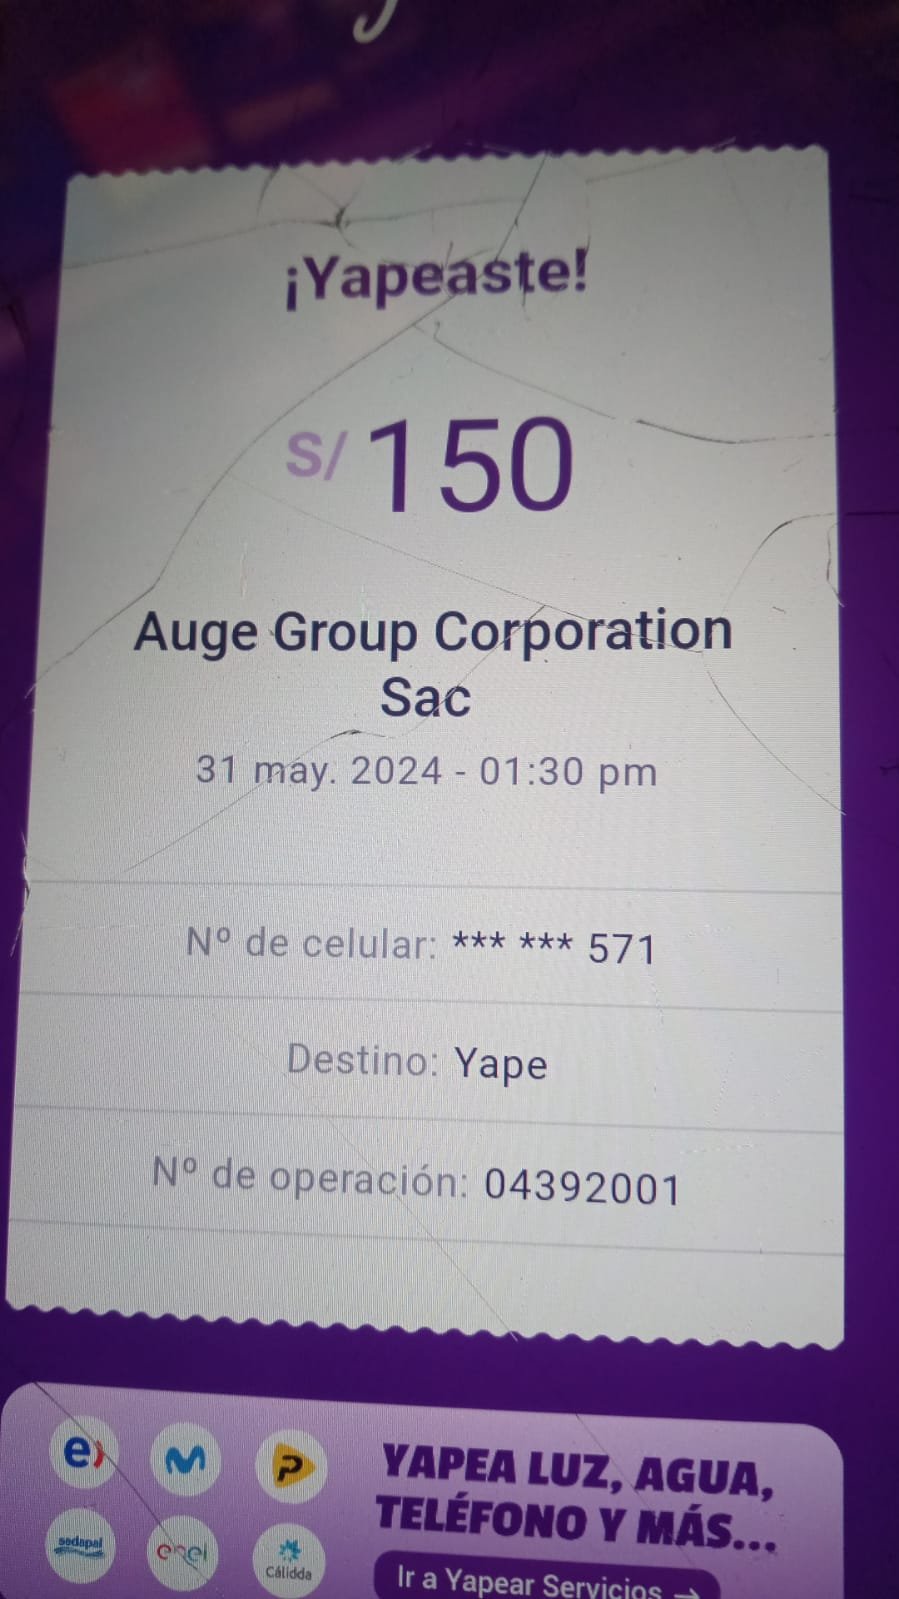 ¡Yapeaste!
S/ 150
Auge Group Corporation
Sac
31 may. 2024 - 01:30 pm
Nº de celular: *** *** 571
Destino: Yape
Nº de operación: 04392001
e)
sedapal
enel
Cálidda
YAPEA LUZ, AGUA,
TELÉFONO Y MÁS...
Ir a Yapear Servicios →